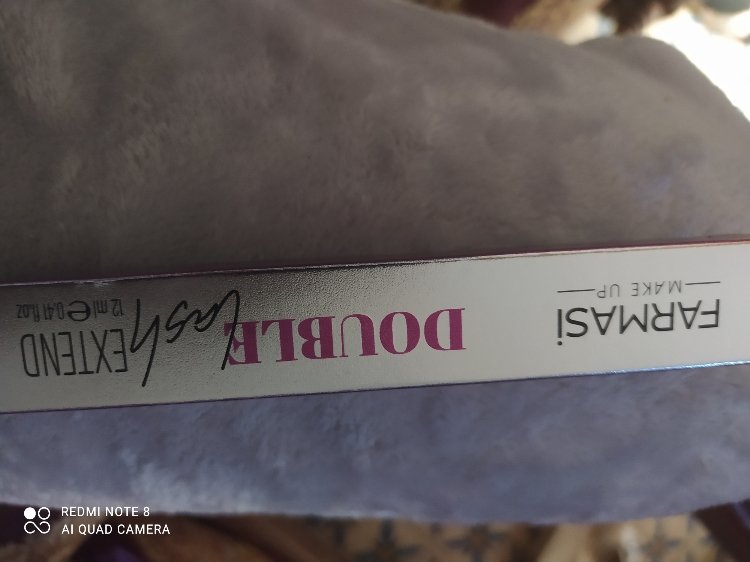 FARMASi
MAKE UP
DOUBLE
Lash
EXTEND
12 ml e 0.41 fl.oz
REDMI NOTE 8
AI QUAD CAMERA